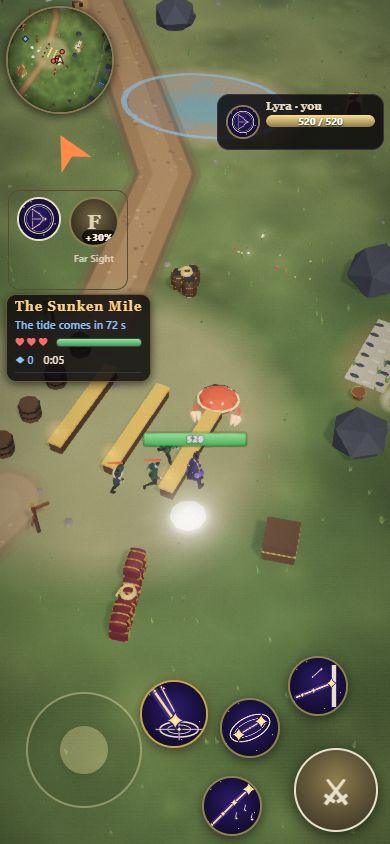 Lyra - you
520 / 520
F
+30%
Far Sight
The Sunken Mile
The tide comes in 72 s
0 0:05
520